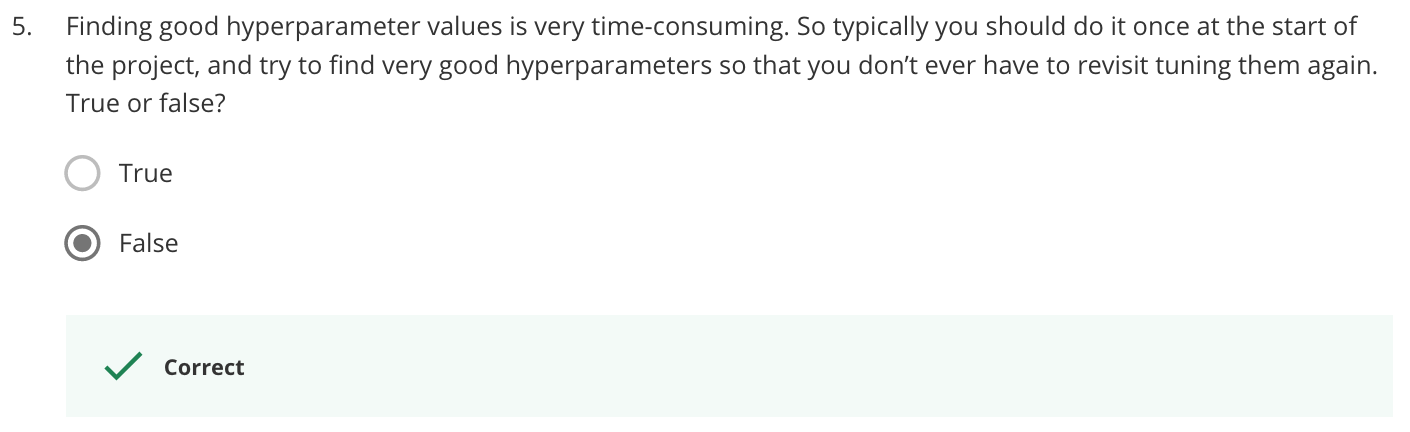 5. Finding good hyperparameter values is very time-consuming. So typically you should do it once at the start of
the project, and try to find very good hyperparameters so that you don’t ever have to revisit tuning them again.
True or false?
True
False
Correct